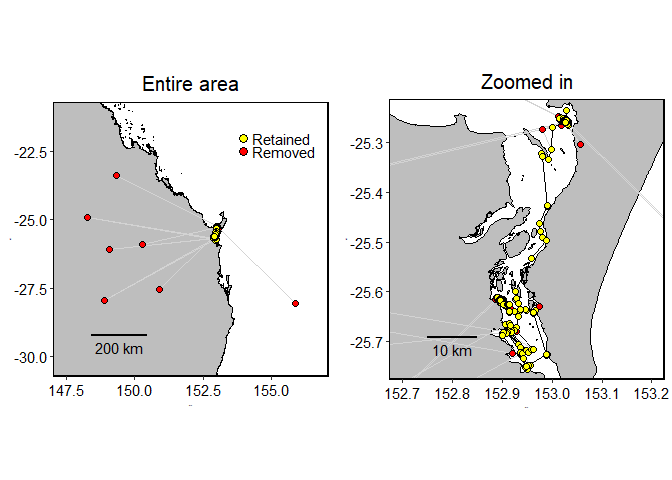 Entire area
Retained
Removed
-22.5
-25.0
-27.5
-30.0
200 km
147.5 150.0 152.5 155.0
Zoomed in
-25.3
-25.4
-25.5
-25.6
-25.7
10 km
152.7 152.8 152.9 153.0 153.1 153.2